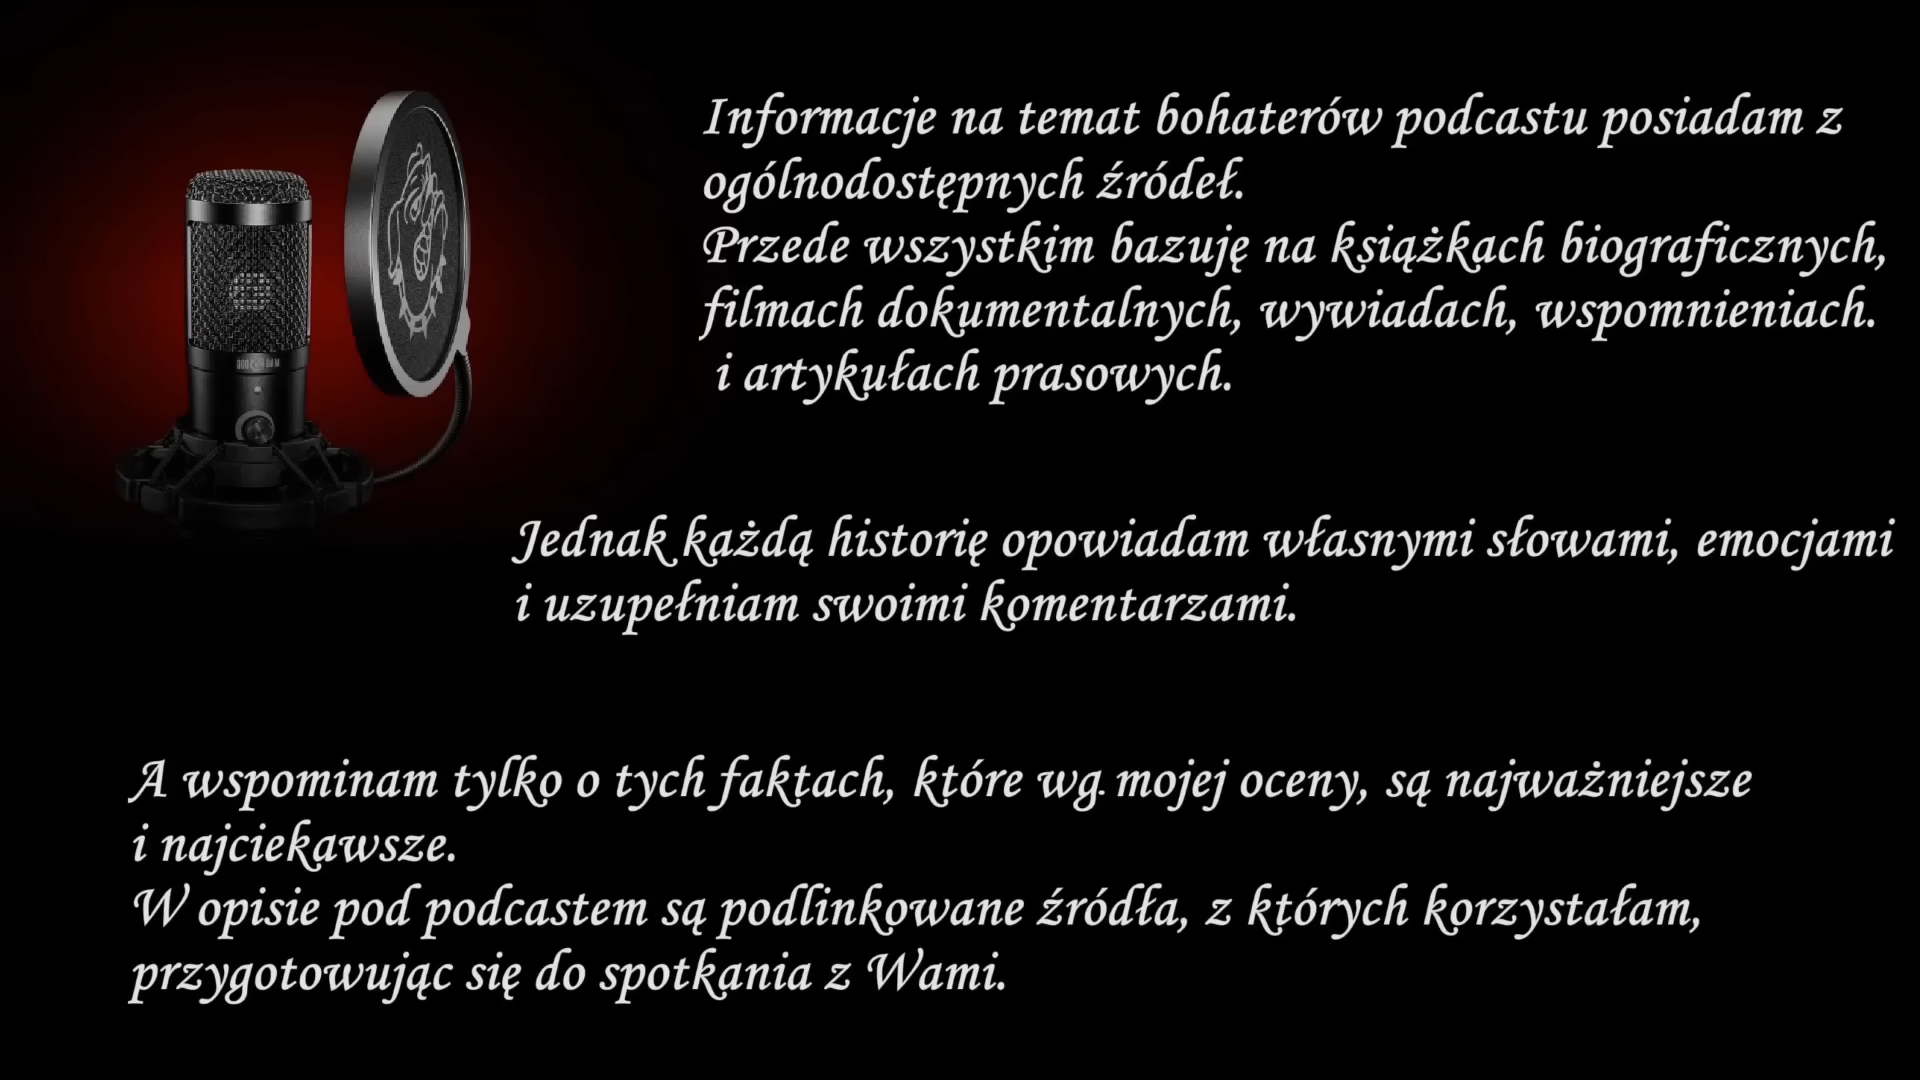 Informacje na temat bohaterów podcastu posiadam z
ogólnodostępnych źródeł.
Przede wszystkim bazuję na książkach biograficznych,
filmach dokumentalnych, wywiadach, wspomnieniach.
i artykułach prasowych.
Jednak każdą historię opowiadam własnymi słowami, emocjami
i uzupełniam swoimi komentarzami.
A wspominam tylko o tych faktach, które wg. mojej oceny, są najważniejsze
i najciekawsze.
W opisie pod podcastem są podlinkowane źródła, z których korzystałam,
przygotowując się do spotkania z Wami.